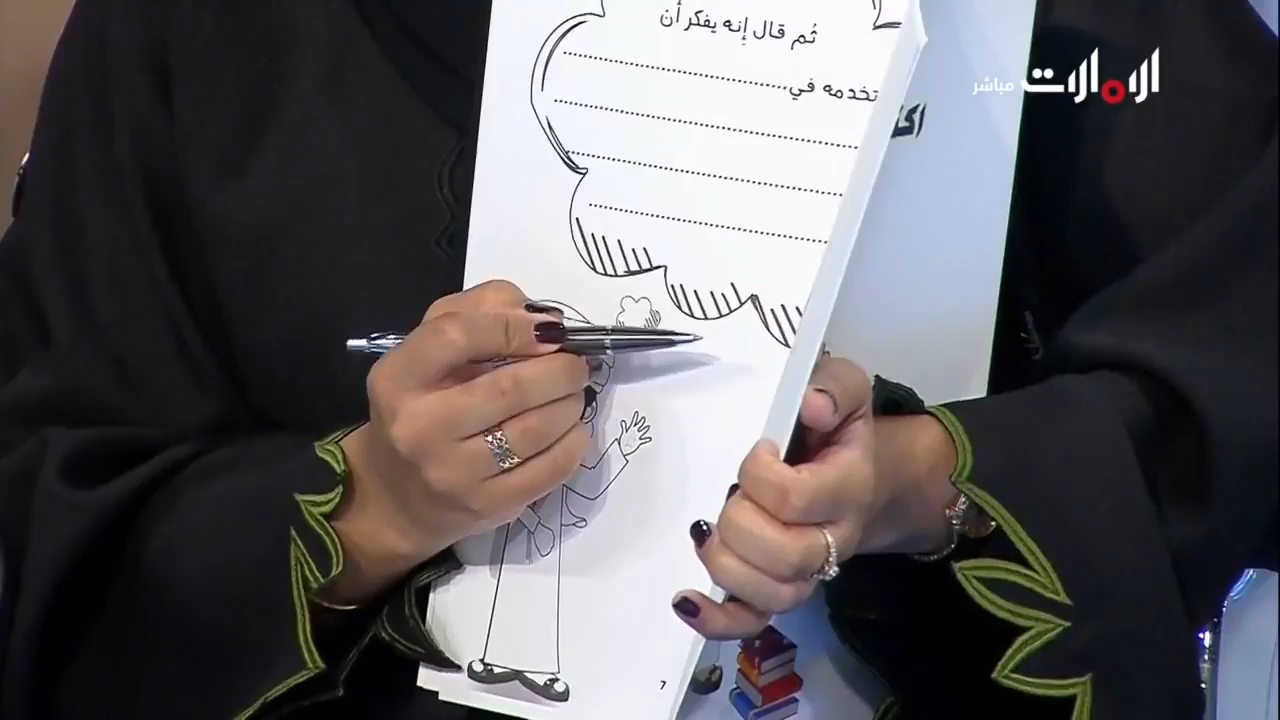 ثم قال إنه يفكر أن
تخدمه في
الإمارات
مباشر
7